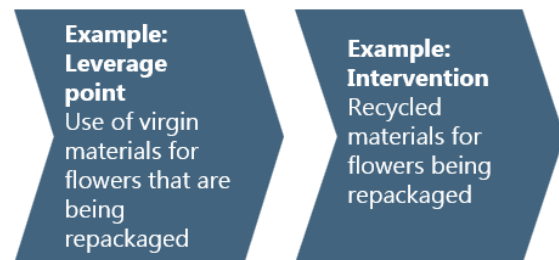 Example:
Leverage
point
Use of virgin
materials for
flowers that are
being
repackaged
Example:
Intervention
Recycled
materials for
flowers being
repackaged